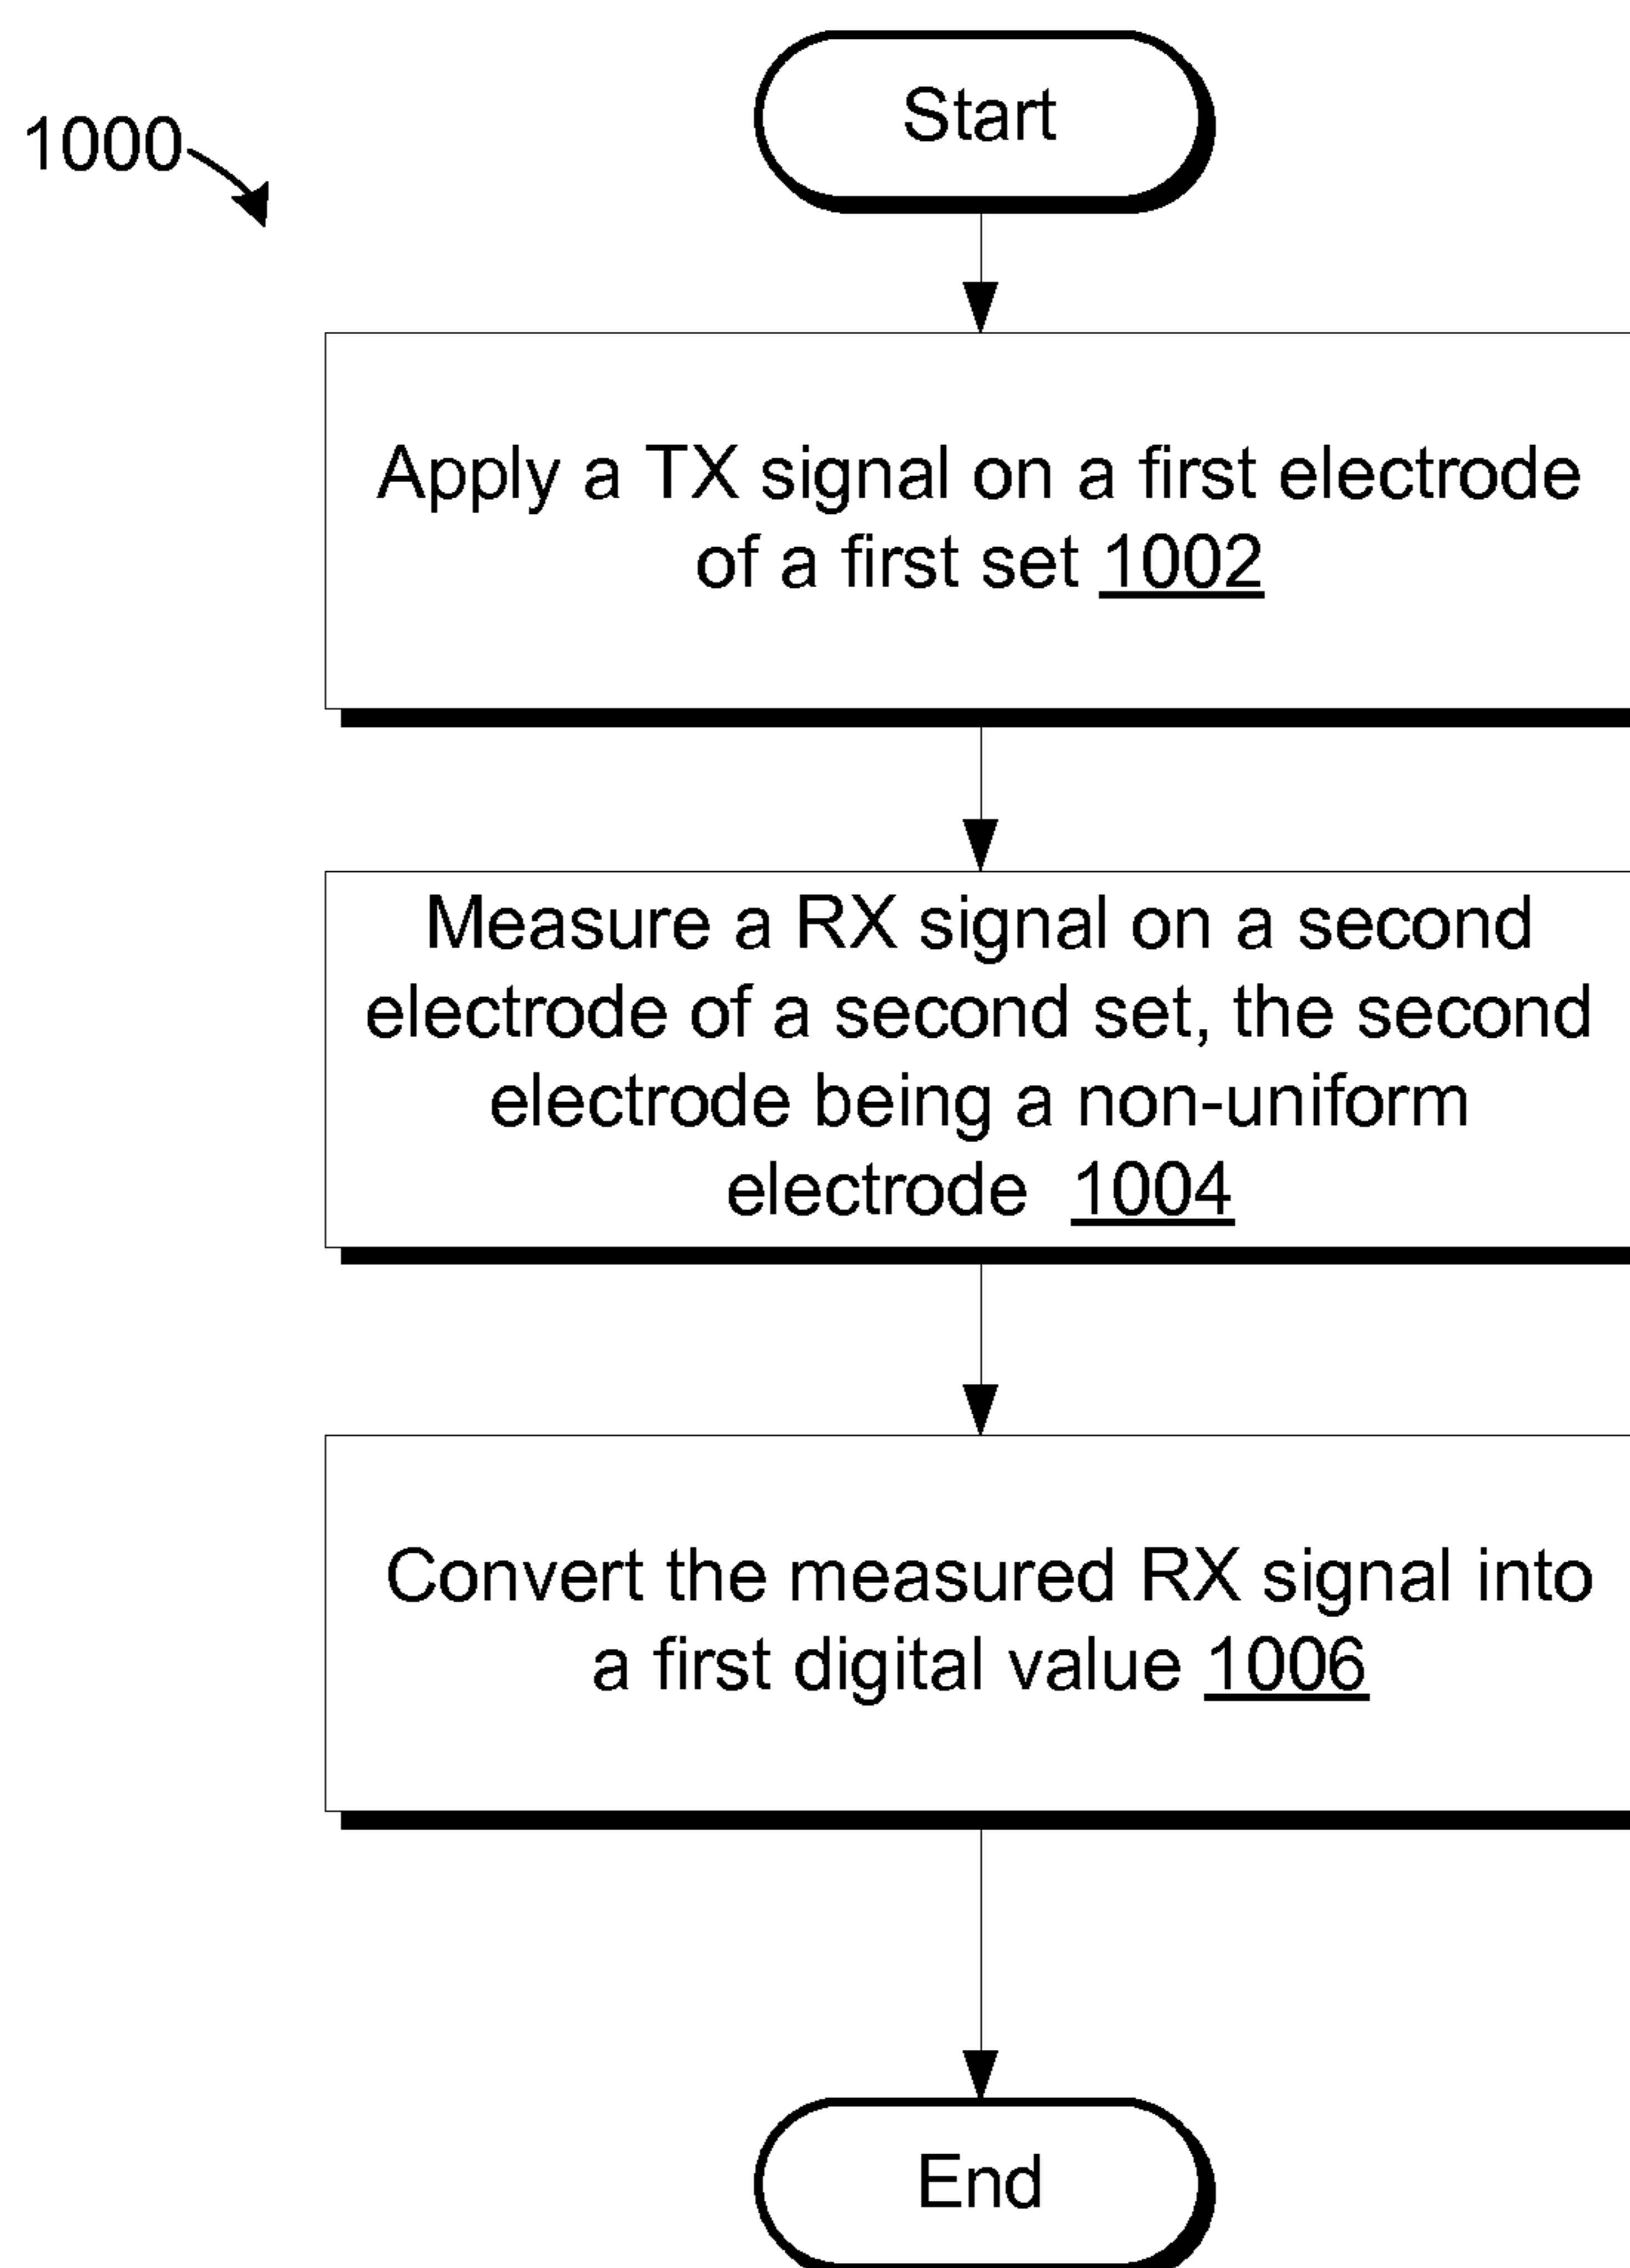 Start
1000
Apply a TX signal on a first electrode
of a first set 1002
Measure a RX signal on a second
electrode of a second set, the second
electrode being a non-uniform
electrode 1004
Convert the measured RX signal into
a first digital value 1006
End